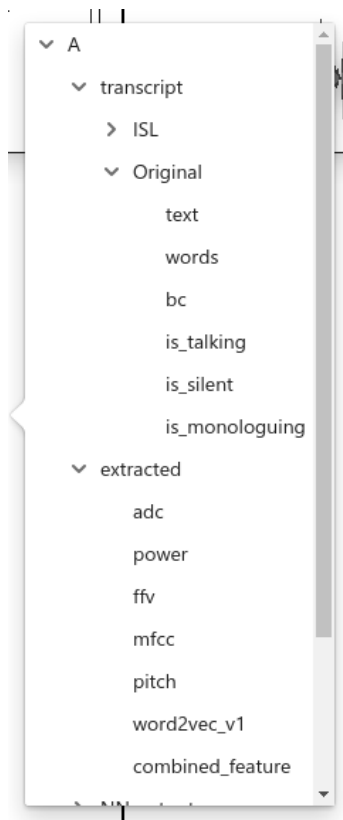 A
transcript
ISL
Original
text
words
bc
is_talking
is_silent
is_monologuing
extracted
adc
power
ffv
mfcc
pitch
word2vec_v1
combined_feature